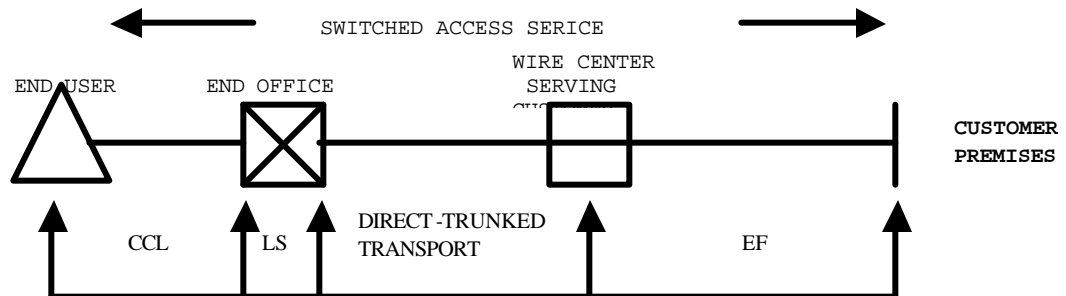 SWITCHED ACCESS SERICE
WIRE CENTER
END USER END OFFICE SERVING
CUSTOMER
PREMISES
DIRECT-TRUNKED
CCL LS TRANSPORT EF